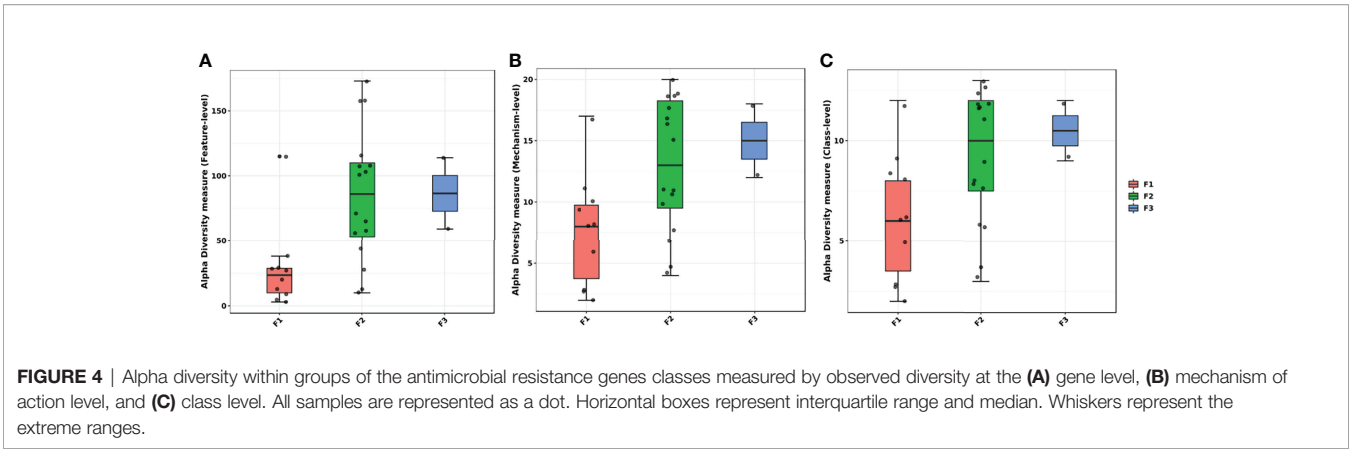 A
B
C
Alpha Diversity measure (Feature-level)
150
100
50
0
F1
F2
F3
Alpha Diversity measure (Mechanism-level)
20
15
10
5
F1
F2
F3
Alpha Diversity measure (Class-level)
10
5
F1
F2
F3
F1
F2
F3
FIGURE 4 | Alpha diversity within groups of the antimicrobial resistance genes classes measured by observed diversity at the (A) gene level, (B) mechanism of
action level, and (C) class level. All samples are represented as a dot. Horizontal boxes represent interquartile range and median. Whiskers represent the
extreme ranges.